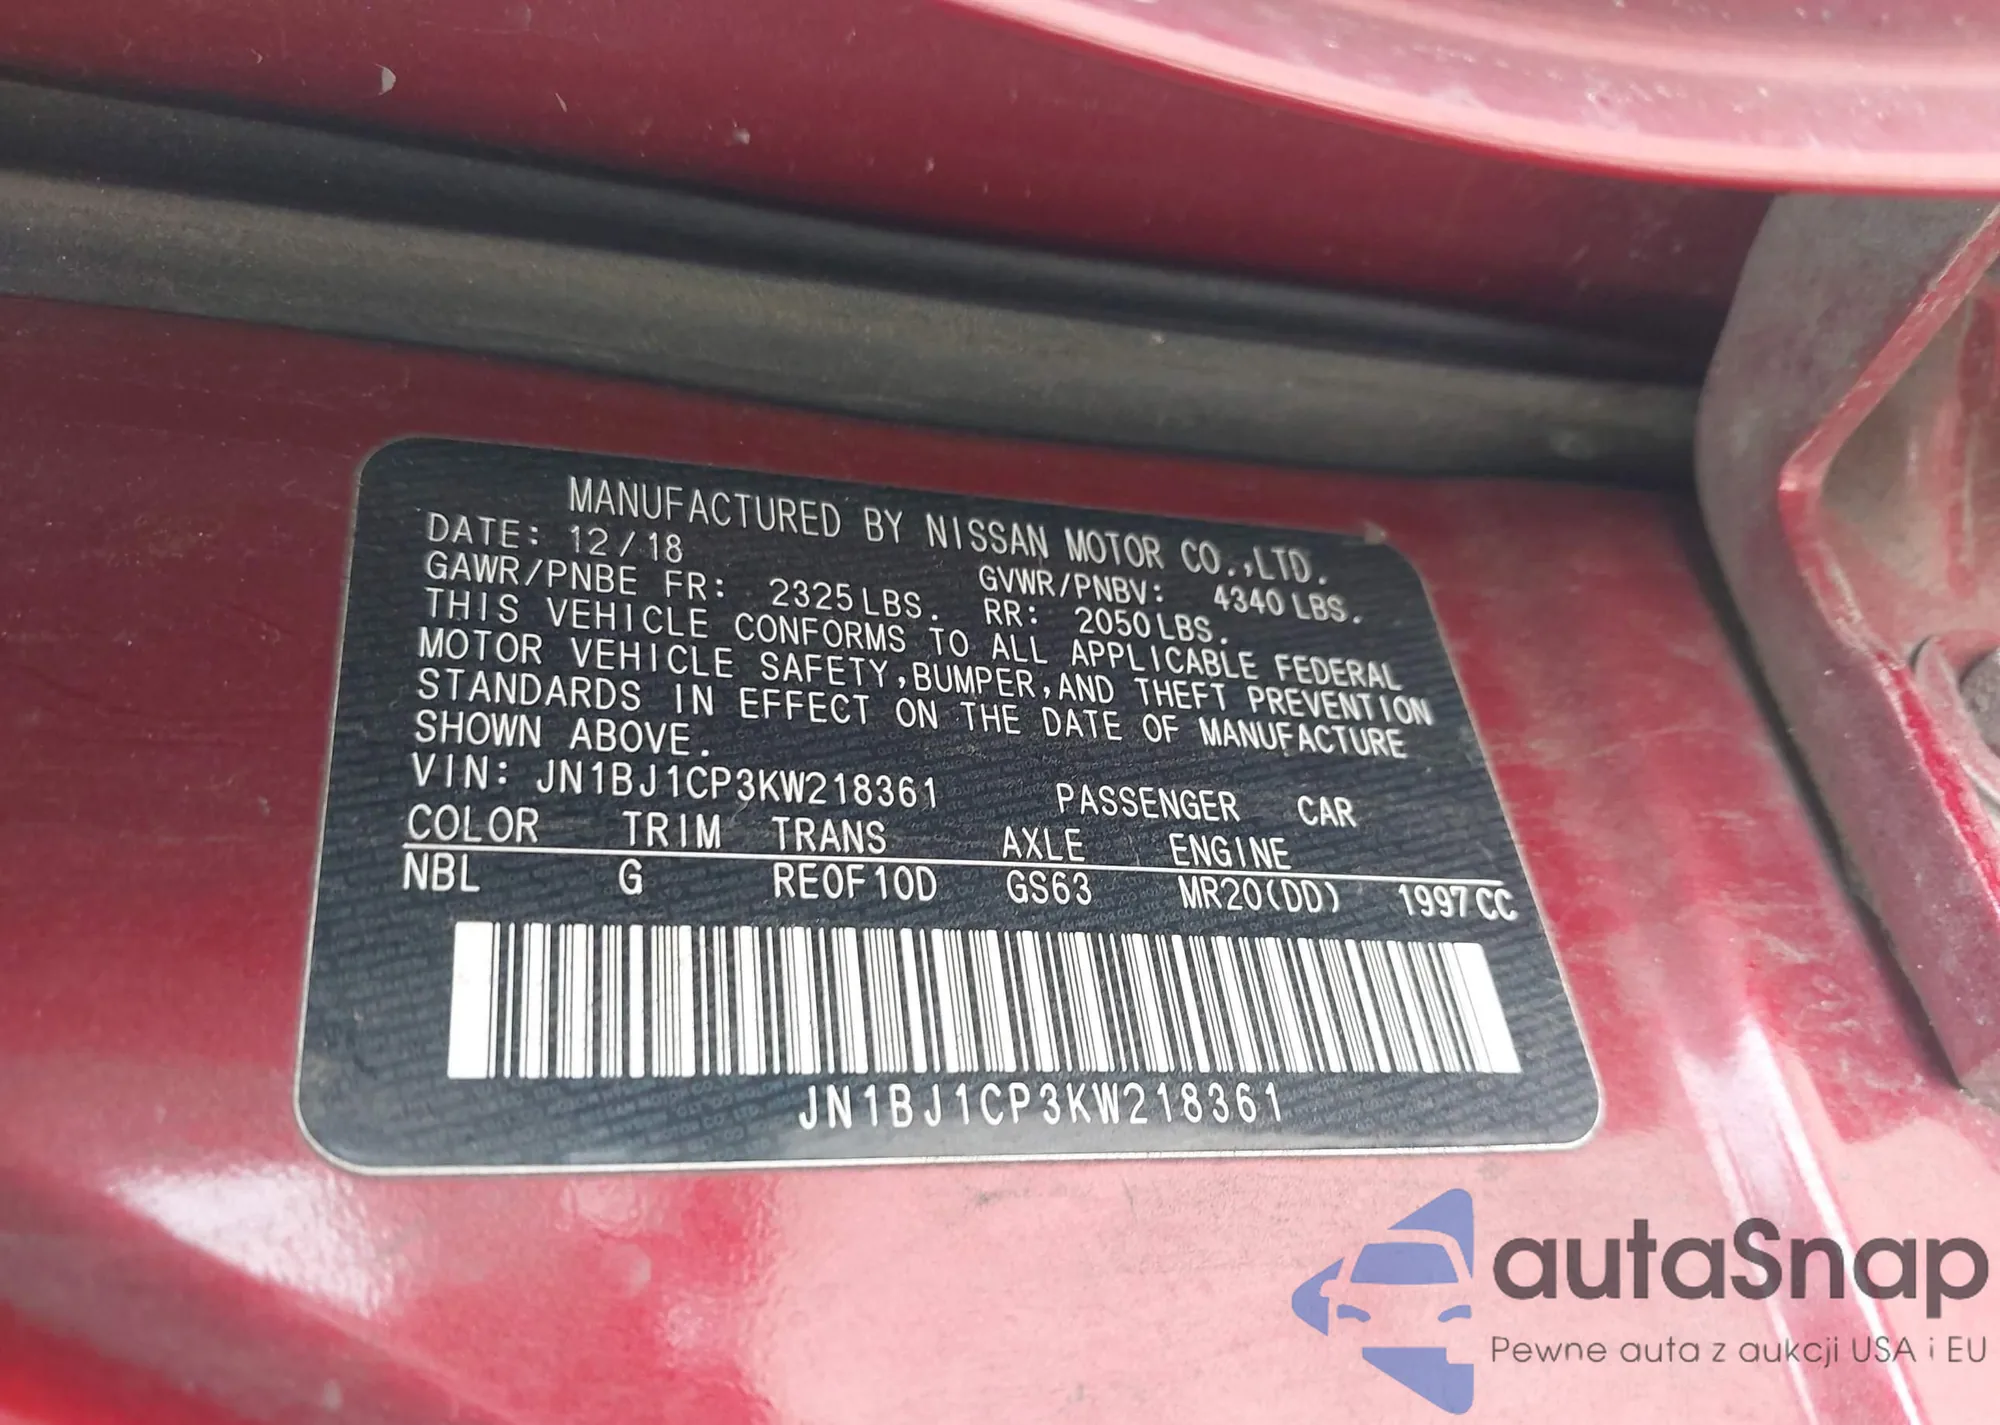 MANUFACTURED BY NISSAN MOTOR CO.,LTD.
DATE: 12/18 GVWR/PNBV: 4340 LBS.
GAWR/PNBE FR: 2325 LBS. RR: 2050 LBS.
THIS VEHICLE CONFORMS TO ALL APPLICABLE FEDERAL
MOTOR VEHICLE SAFETY,BUMPER,AND THEFT PREVENTION
STANDARDS IN EFFECT ON THE DATE OF MANUFACTURE
SHOWN ABOVE.
VIN: JN1BJ1CP3KW218361 PASSENGER CAR
COLOR TRIM TRANS AXLE ENGINE
NBL G RE0F10D GS63 MR20(DD) 1997 CC
JN1BJ1CP3KW218361
autaSnap
Pewne auta z aukcji USA i EU